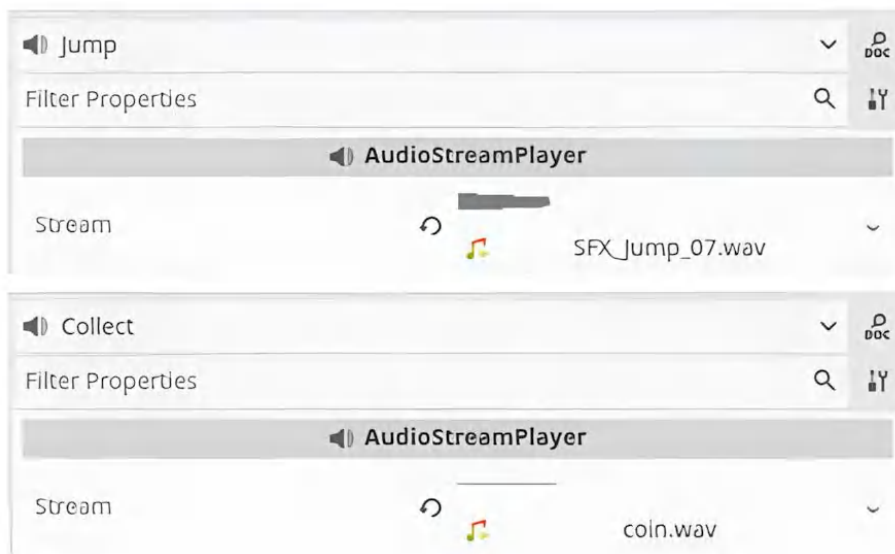 Jump
DOC
Filter Properties
AudioStreamPlayer
Stream
SFX_Jump_07.wav
Collect
DOC
Filter Properties
AudioStreamPlayer
Stream
coin.wav